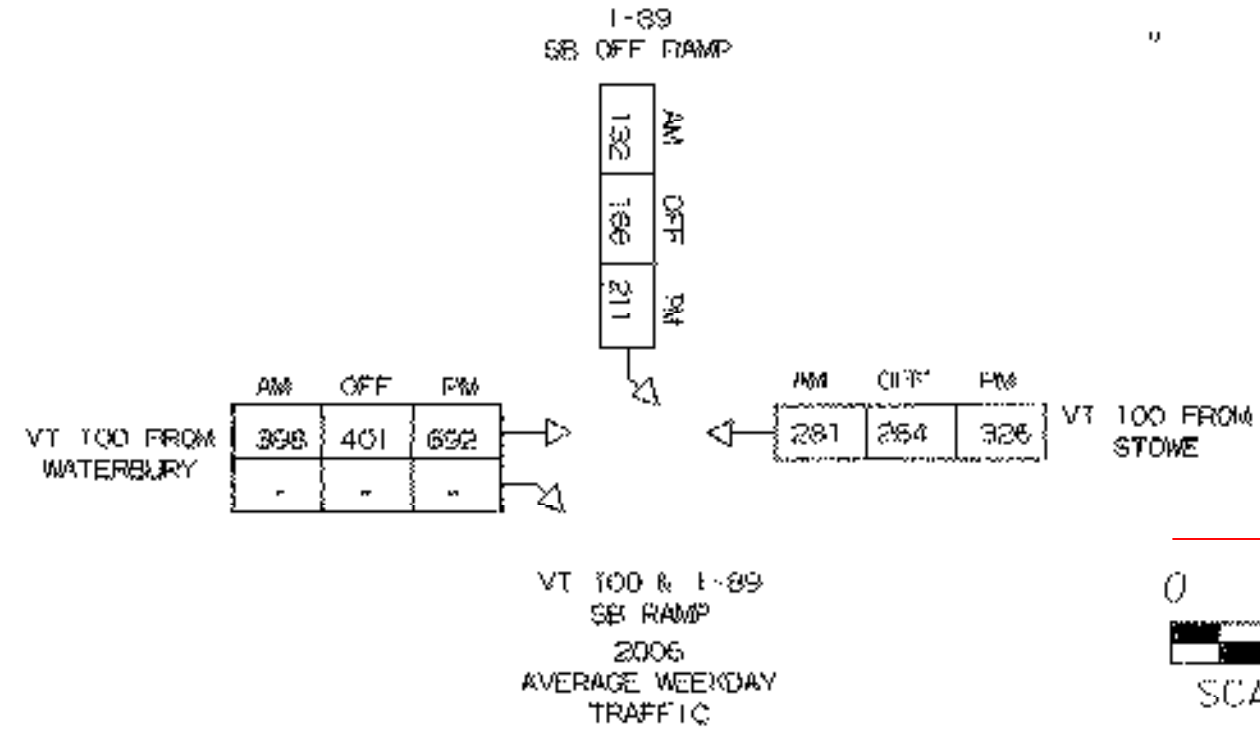 I-89
SB OFF RAMP
AM
132
OFF
166
PM
211
AM OFF PM
VT 100 FROM
WATERBURY
398 401 692
- - -
AM OFF PM
281 264 326
VT 100 FROM
STOWE
VT 100 & I-89
SB RAMP
2006
AVERAGE WEEKDAY
TRAFFIC
0